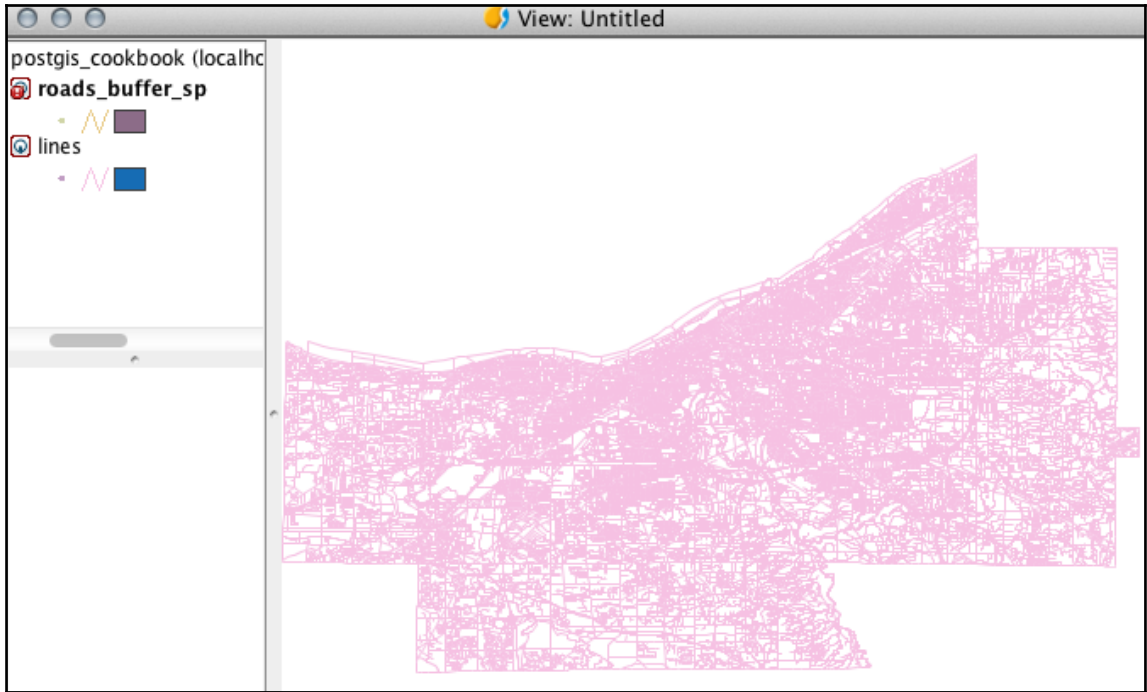 View: Untitled
postgis_cookbook (localhc
roads_buffer_sp
lines